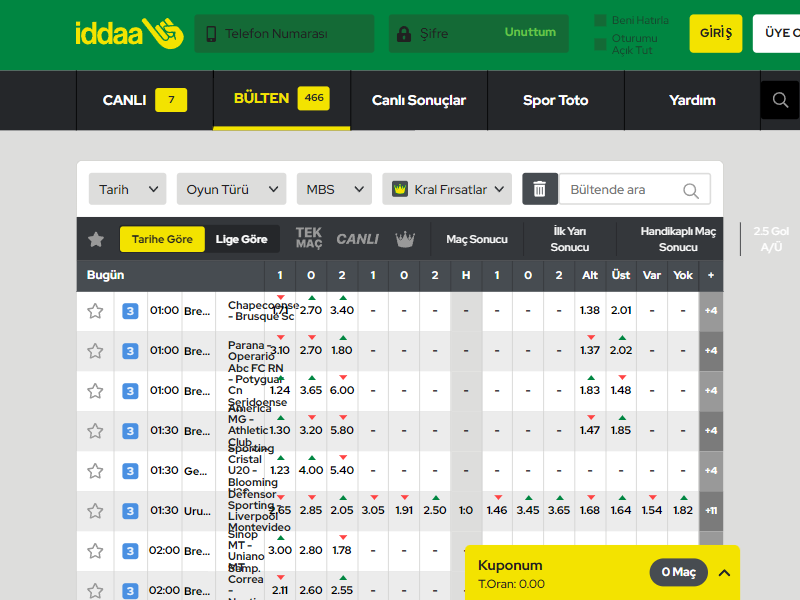 iddaa
Telefon Numarası
Şifre
Unuttum
Beni Hatırla
Oturumu
Açık Tut
GİRİŞ
ÜYE
CANLI 7
BÜLTEN 466
Canlı Sonuçlar
Spor Toto
Yardım
Tarih
Oyun Türü
MBS
Kral Fırsatlar
Bültende ara
Tarihe Göre
Lige Göre
TEK
MAÇ
CANLI
Maç Sonucu
İlk Yarı
Sonucu
Handikaplı Maç
Sonucu
2.5 Gol
A/Ü
Bugün 1 0 2 1 0 2 H 1 0 2 Alt Üst Var Yok +
3 01:00 Bre... Chapecoense - Brusque Sc 1.71 2.70 3.40 - - - - - - - 1.38 2.01 - - +4
3 01:00 Bre... Parana - Operario 3.10 2.70 1.80 - - - - - - - 1.37 2.02 - - +4
Abc FC RN
3 01:00 Bre... - Potyguar Cn Seridoense 1.24 3.65 6.00 - - - - - - - 1.83 1.48 - - +4
3 01:30 Bre... America MG - Athletic Club 1.30 3.20 5.80 - - - - - - - 1.47 1.85 - - +4
3 01:30 Ge... Sporting Cristal U20 - Blooming 1.23 4.00 5.40 - - - - - - - - - - - +4
3 01:30 Uru... Defensor Sporting - Liverpool Montevideo 2.65 2.85 2.05 3.05 1.91 2.50 1:0 1.46 3.45 3.65 1.68 1.64 1.54 1.82 +11
3 02:00 Bre... Sinop MT - Uniao MT 3.00 2.80 1.78 - - -
3 02:00 Bre... Samp. Correa - 2.11 2.60 2.55 - - -
Kuponum
T.Oran: 0.00
0 Maç